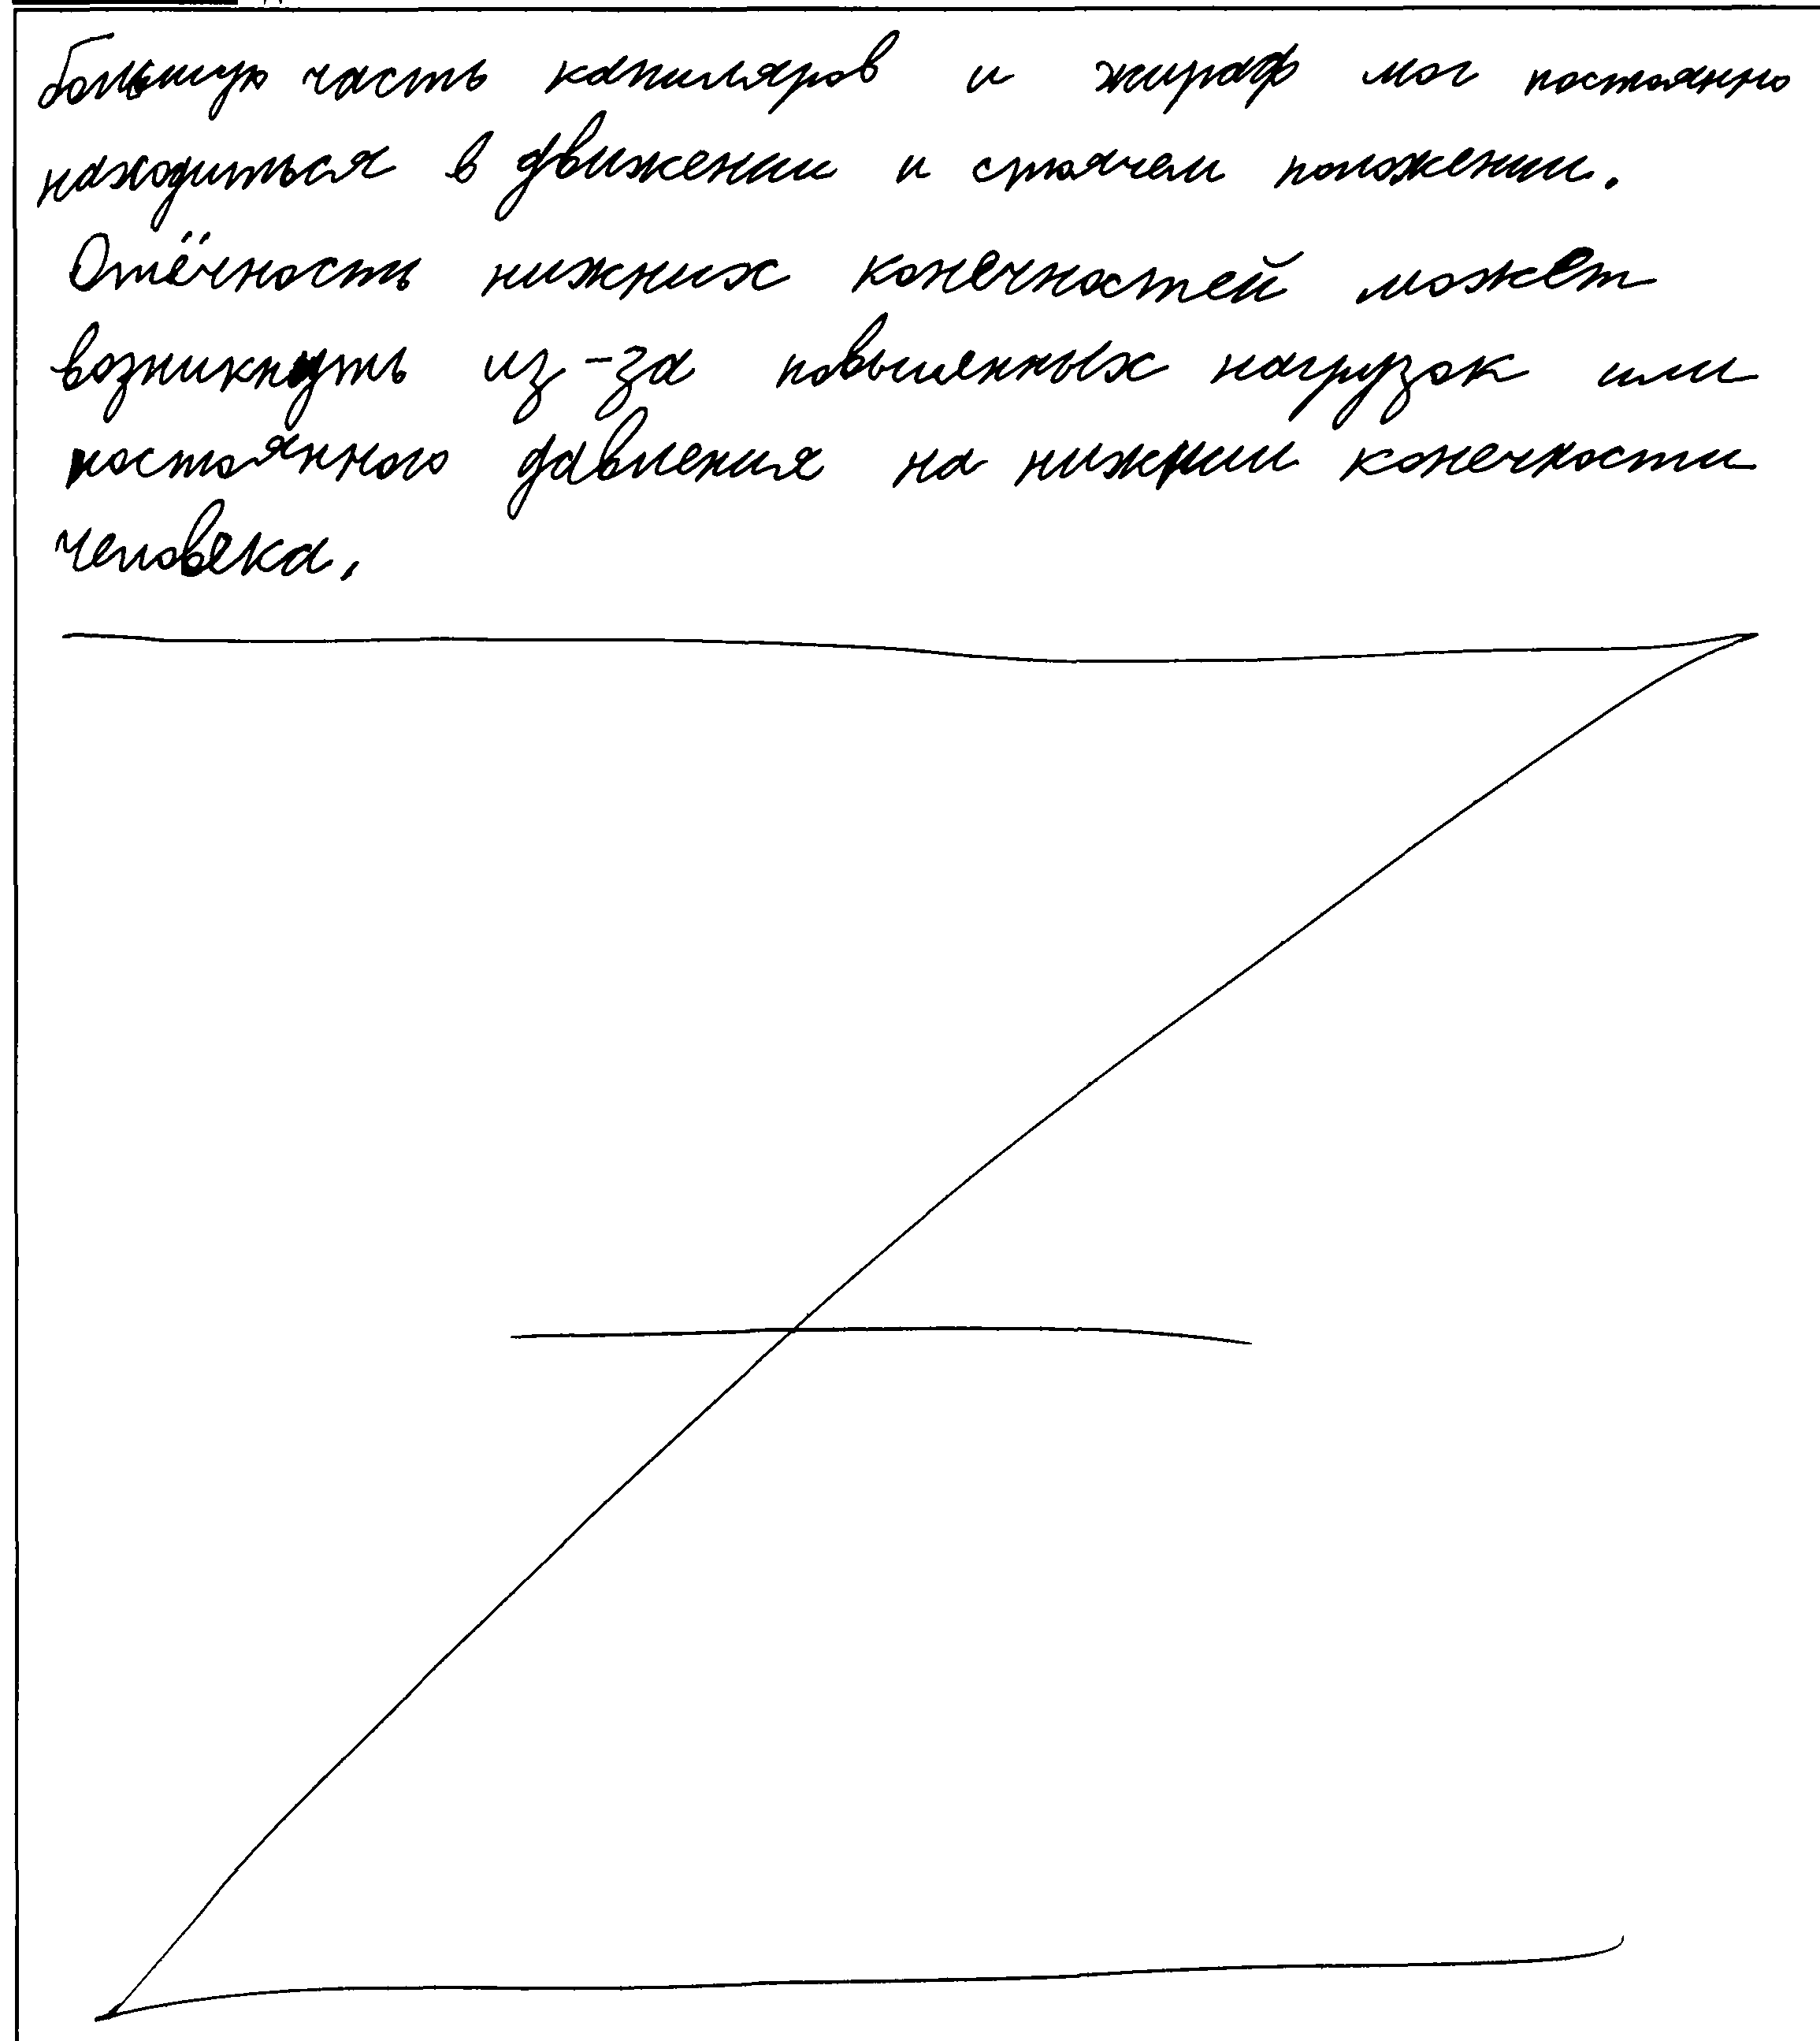 большую часть капиляров и жираф мог постоянно
находиться в движении и стоячем положении.
Отёчность нижних конечностей может
возникнуть из-за повышенных нагрузок или
постоянного давления на нижнии конечности
человека.